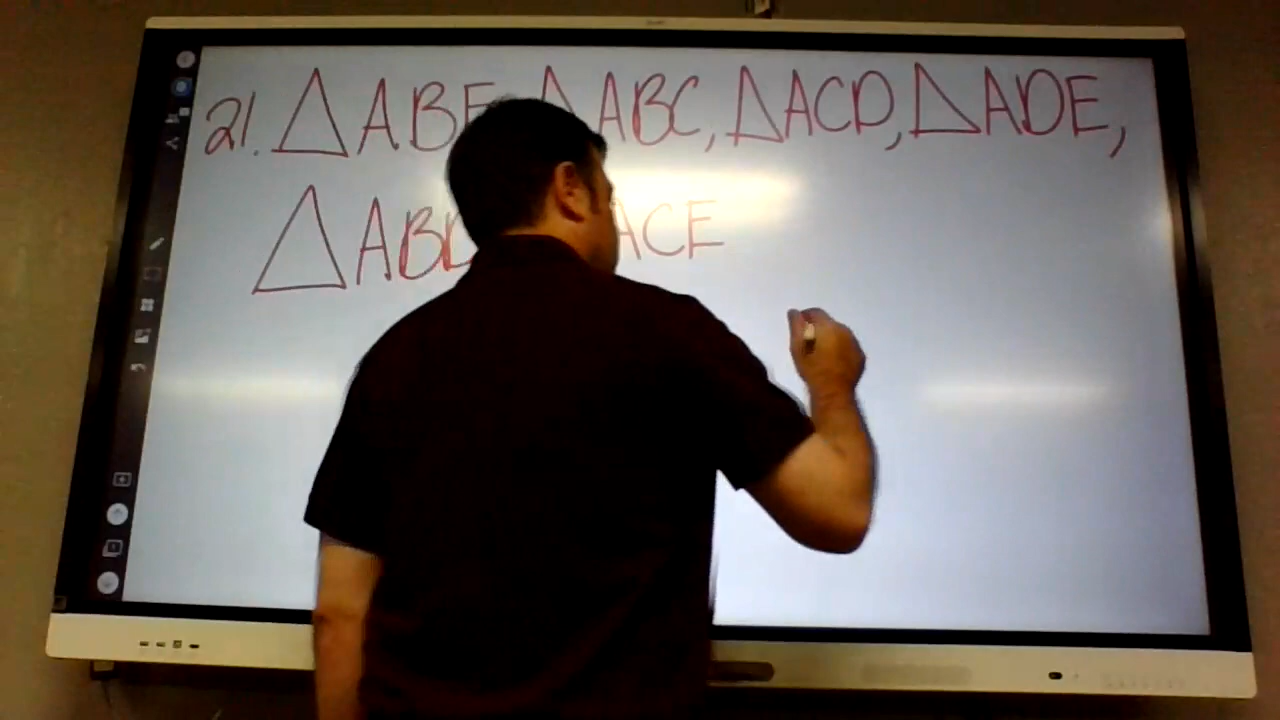 21. △ABE △ABC, △ACD, △ADE,
△ABD ACE